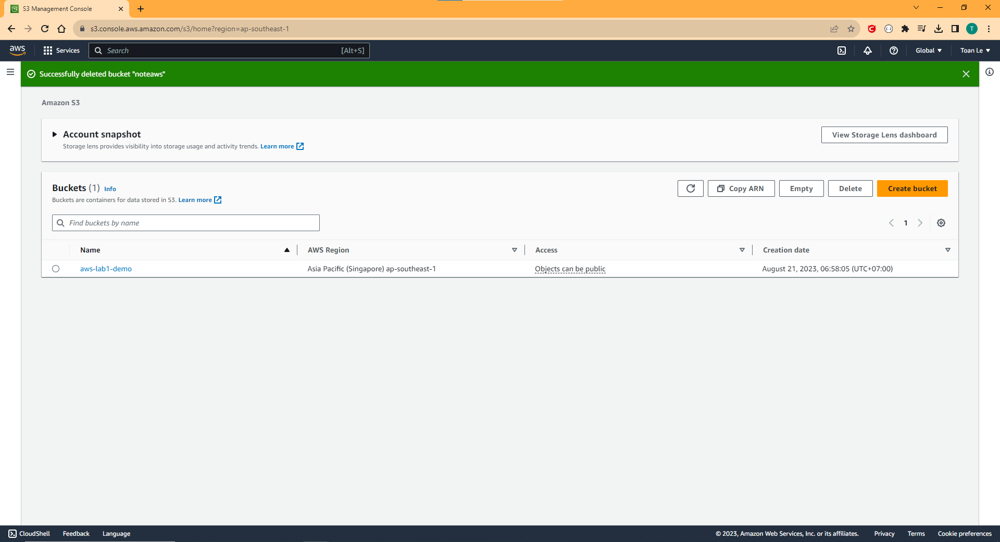 S3 Management Console
s3.console.aws.amazon.com/s3/home?region=ap-southeast-1
T
aws
Services
Search
[Alt+S]
Global
Toan Le
Successfully deleted bucket "noteaws"
Amazon S3
Account snapshot
View Storage Lens dashboard
Storage lens provides visibility into storage usage and activity trends. Learn more
Buckets (1) Info
Copy ARN
Empty
Delete
Create bucket
Buckets are containers for data stored in S3. Learn more
Find buckets by name
1
Name
AWS Region
Access
Creation date
aws-lab1-demo
Asia Pacific (Singapore) ap-southeast-1
Objects can be public
August 21, 2023, 06:58:05 (UTC+07:00)
CloudShell
Feedback
Language
© 2023, Amazon Web Services, Inc. or its affiliates.
Privacy
Terms
Cookie preferences